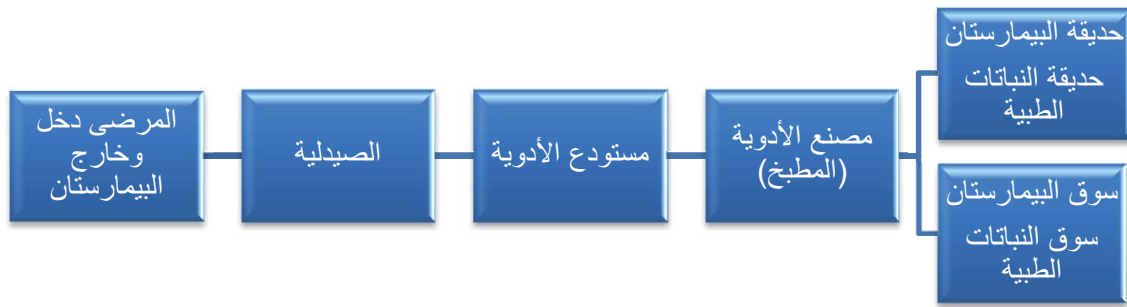 حديقة البيمارستان
حديقة النباتات
الطبية
سوق البيمارستان
سوق النباتات
الطبية
مصنع الأدوية
(المطبخ)
مستودع الأدوية
الصيدلية
المرضى دخل
وخارج
البيمارستان